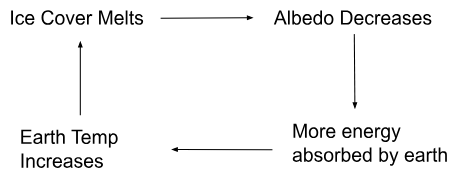 Ice Cover Melts
Albedo Decreases
More energy
absorbed by earth
Earth Temp
Increases